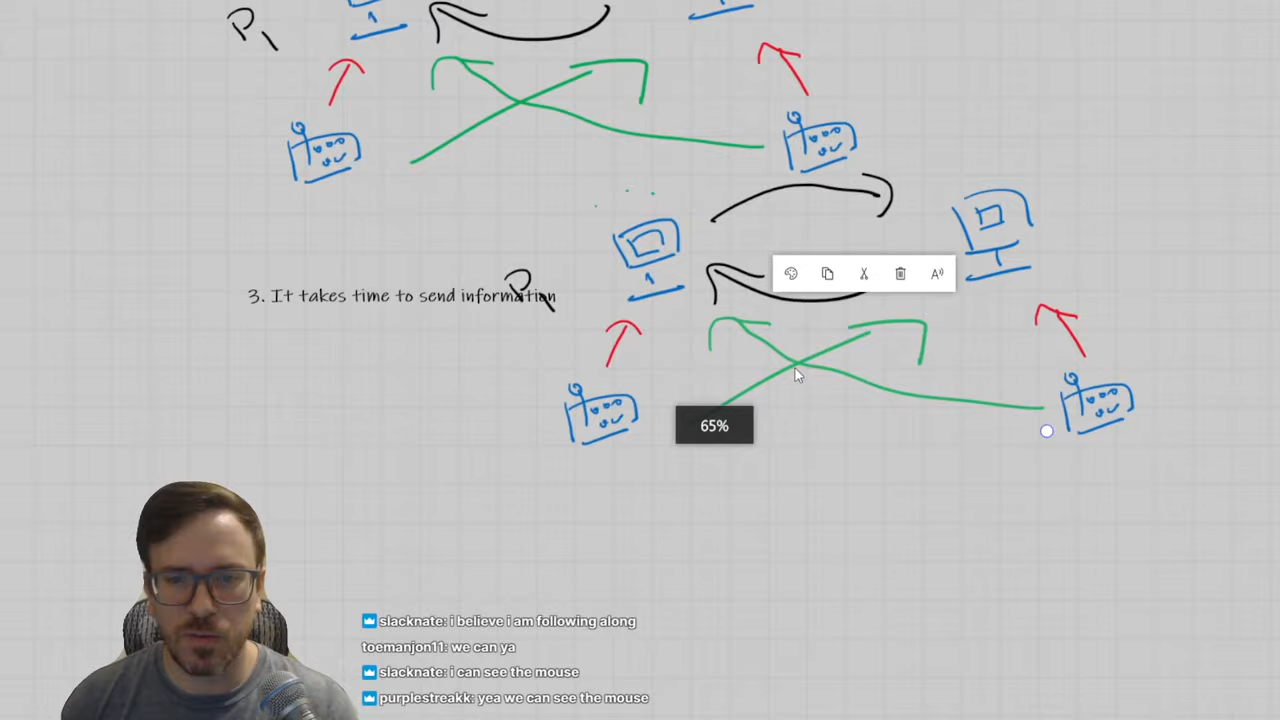 P1
3. It takes time to send information
P1
65%
slacknate: i believe i am following along
toemanjon11: we can ya
slacknate: i can see the mouse
purplestreakk: yea we can see the mouse